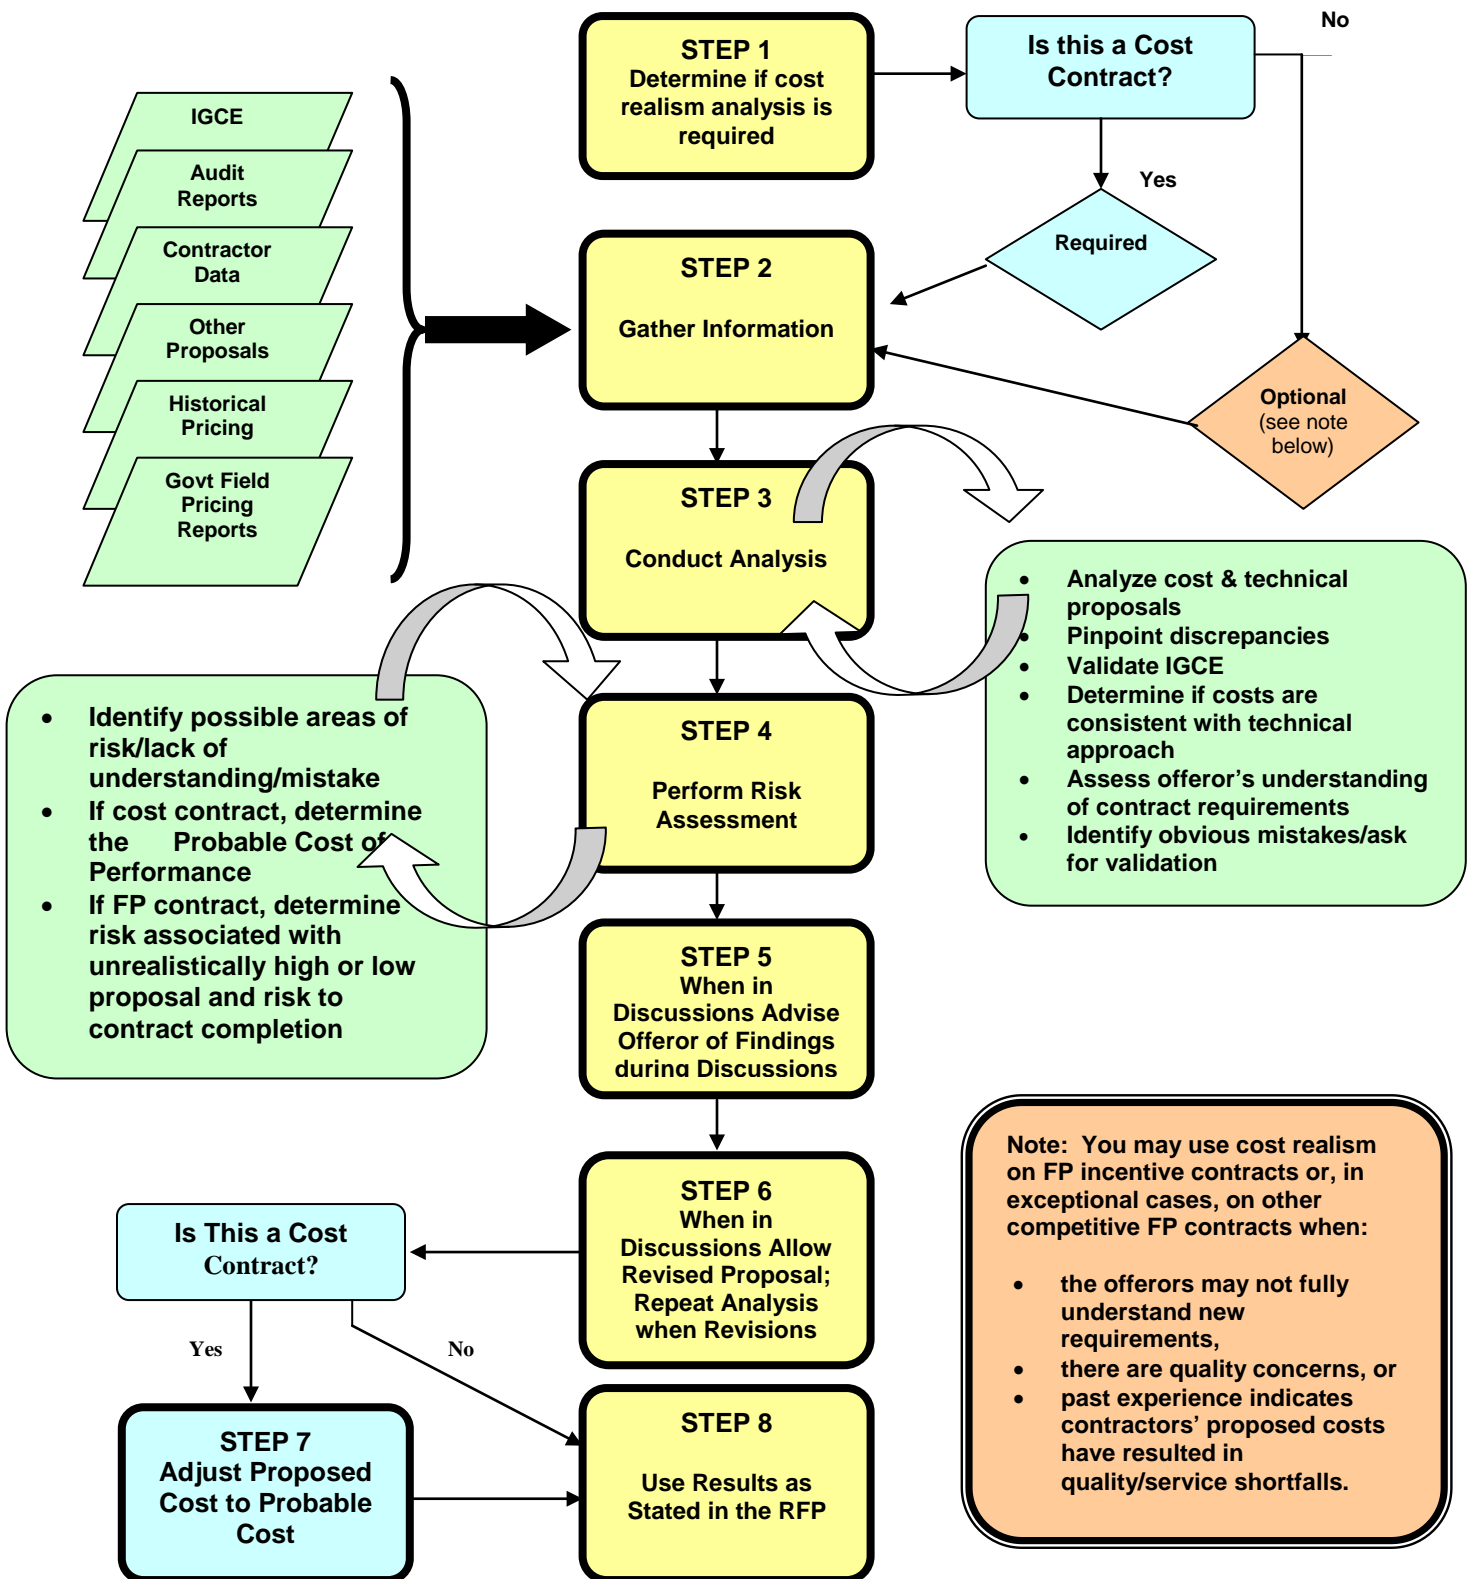 No
STEP 1
Determine if cost
realism analysis is
required
Is this a Cost
Contract?
Yes
Required
IGCE
Audit
Reports
Contractor
Data
Other
Proposals
Historical
Pricing
Govt Field
Pricing
Reports
STEP 2
Gather Information
Optional
(see note
below)
STEP 3
Conduct Analysis
• Analyze cost & technical
proposals
• Pinpoint discrepancies
• Validate IGCE
• Determine if costs are
consistent with technical
approach
• Assess offeror's understanding
of contract requirements
• Identify obvious mistakes/ask
for validation
• Identify possible areas of
risk/lack of
understanding/mistake
• If cost contract, determine
the Probable Cost of
Performance
• If FP contract, determine
risk associated with
unrealistically high or low
proposal and risk to
contract completion
STEP 4
Perform Risk
Assessment
STEP 5
When in
Discussions Advise
Offeror of Findings
during Discussions
STEP 6
When in
Discussions Allow
Revised Proposal;
Repeat Analysis
when Revisions
Is This a Cost
Contract?
Yes
No
STEP 7
Adjust Proposed
Cost to Probable
Cost
STEP 8
Use Results as
Stated in the RFP
Note: You may use cost realism
on FP incentive contracts or, in
exceptional cases, on other
competitive FP contracts when:
• the offerors may not fully
understand new
requirements,
• there are quality concerns, or
• past experience indicates
contractors' proposed costs
have resulted in
quality/service shortfalls.